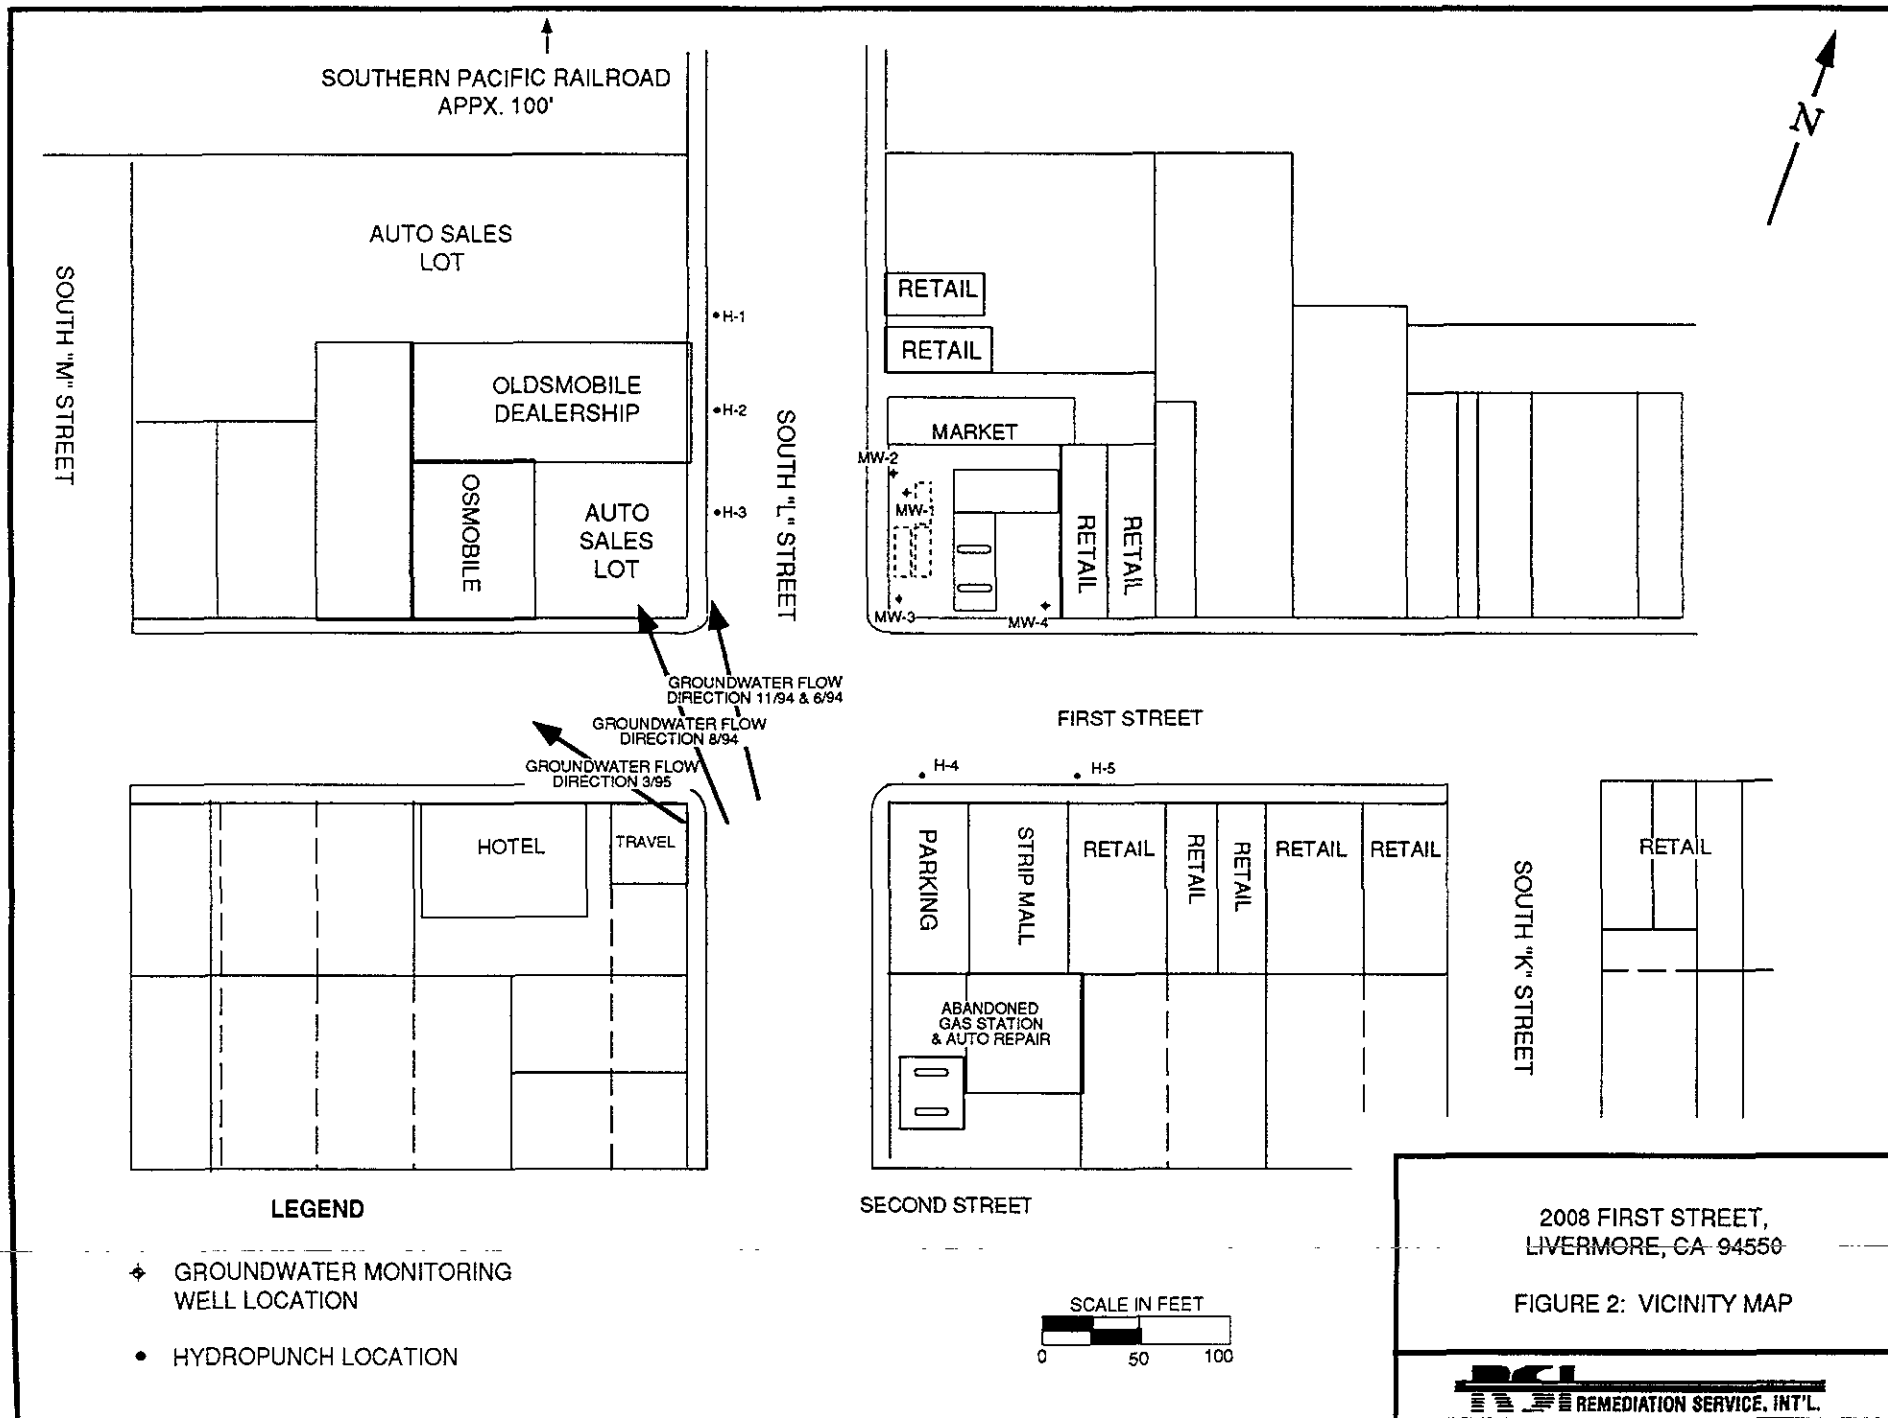 SOUTHERN PACIFIC RAILROAD
APPX. 100'
N
AUTO SALES
LOT
SOUTH "M" STREET
RETAIL
H-1
RETAIL
OLDSMOBILE
DEALERSHIP
H-2
SOUTH "L" STREET
MARKET
MW-2
OSMOBILE
AUTO
SALES
LOT
H-3
MW-1
RETAIL
RETAIL
MW-3
MW-4
GROUNDWATER FLOW
DIRECTION 11/94 & 6/94
GROUNDWATER FLOW
DIRECTION 8/94
GROUNDWATER FLOW
DIRECTION 3/95
FIRST STREET
H-4
H-5
HOTEL
TRAVEL
PARKING
STRIP MALL
RETAIL
RETAIL
RETAIL
RETAIL
RETAIL
SOUTH "K" STREET
RETAIL
ABANDONED
GAS STATION
& AUTO REPAIR
SECOND STREET
LEGEND
GROUNDWATER MONITORING
WELL LOCATION
HYDROPUNCH LOCATION
SCALE IN FEET
0 50 100
2008 FIRST STREET,
LIVERMORE, CA 94550
FIGURE 2: VICINITY MAP
RSI
REMEDIATION SERVICE, INT'L.